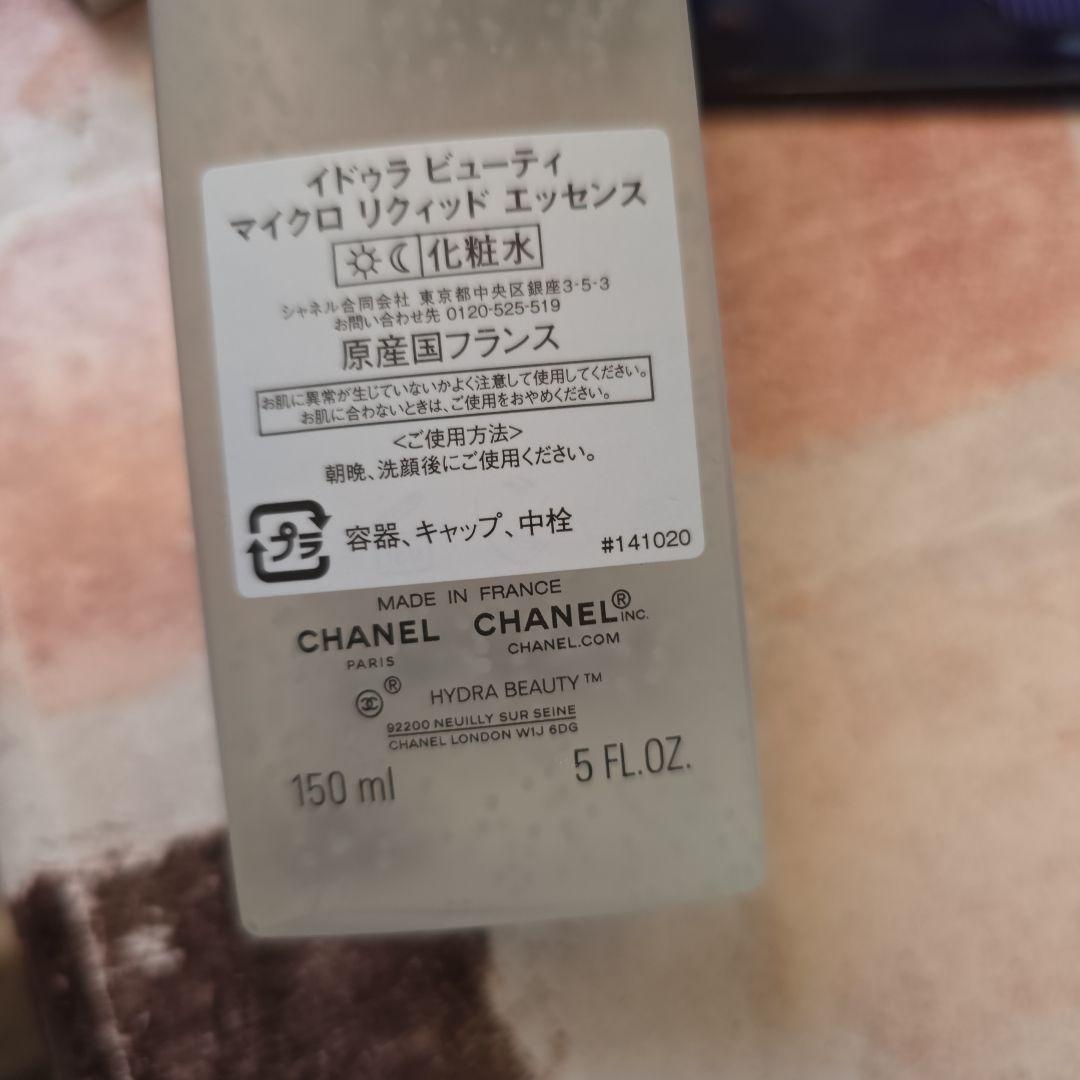 イドゥラ ビューティ
マイクロ リクィッド エッセンス
化粧水
シャネル合同会社 東京都中央区銀座3-5-3
お問い合わせ先 0120-525-519
原産国フランス
お肌に異常が生じていないかよく注意して使用してください。
お肌に合わないときは、ご使用をおやめください。
<ご使用方法>
朝晩、洗顔後にご使用ください。
プラ 容器、キャップ、中栓
#141020
MADE IN FRANCE
CHANEL CHANEL® INC.
PARIS CHANEL.COM
® HYDRA BEAUTY™
92200 NEUILLY SUR SEINE
CHANEL LONDON W1J 6DG
150 ml 5 FL.OZ.